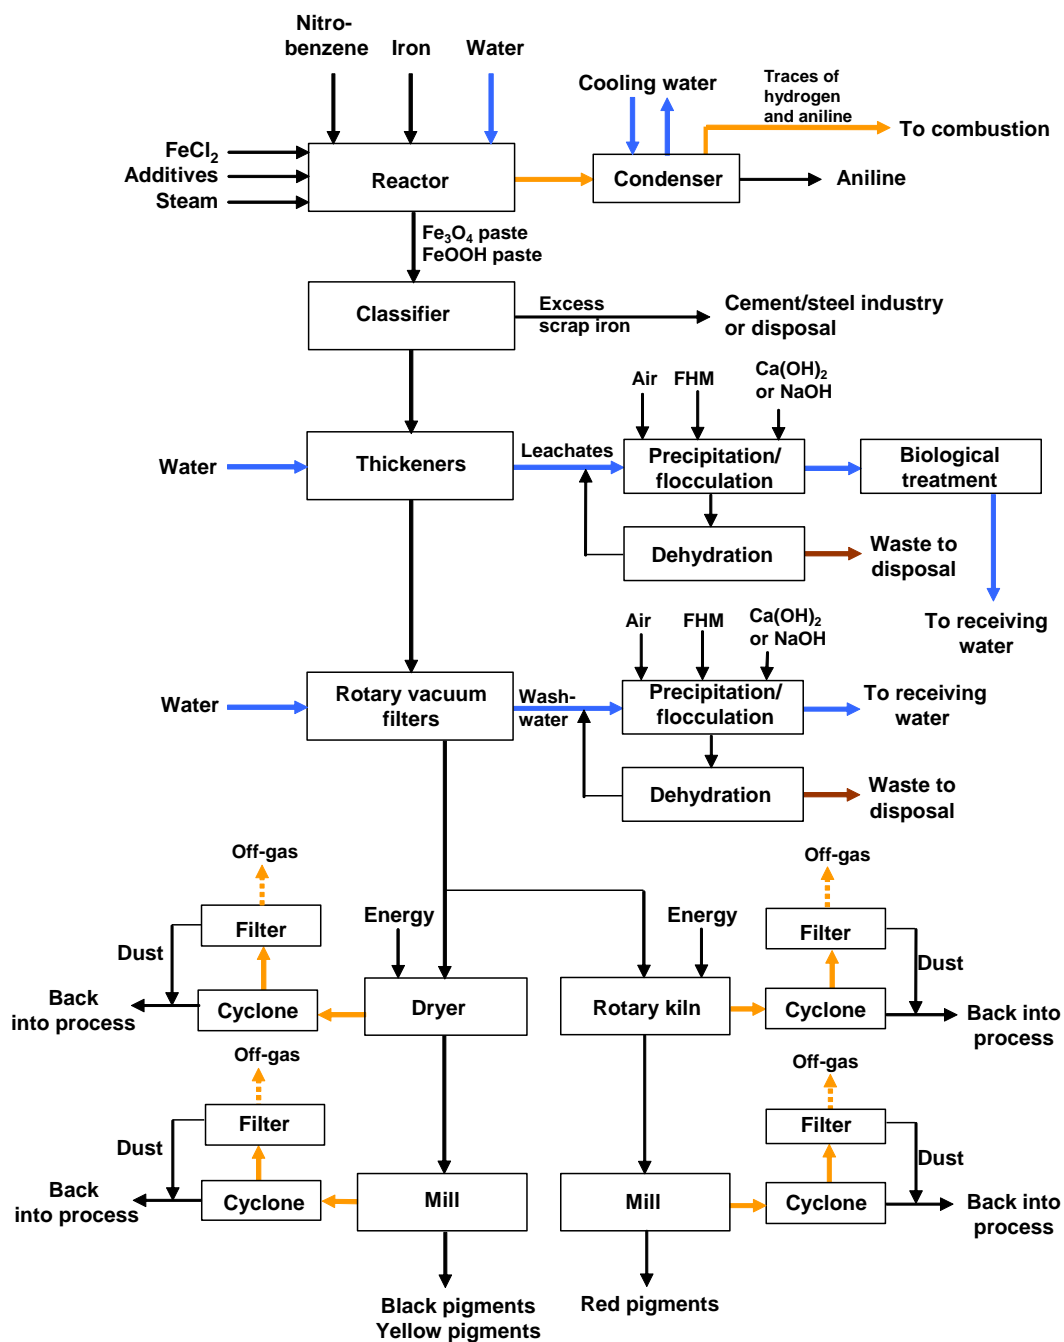 Nitro-
benzene
Iron
Water
Cooling water
Traces of
hydrogen
and aniline
To combustion
FeCl2
Additives
Steam
Reactor
Condenser
Aniline
Fe3O4 paste
FeOOH paste
Classifier
Excess
scrap iron
Cement/steel industry
or disposal
Air
FHM
Ca(OH)2
or NaOH
Water
Thickeners
Leachates
Precipitation/
flocculation
Biological
treatment
Dehydration
Waste to
disposal
To receiving
water
Air
FHM
Ca(OH)2
or NaOH
Water
Rotary vacuum
filters
Wash-
water
Precipitation/
flocculation
To receiving
water
Dehydration
Waste to
disposal
Off-gas
Filter
Dust
Back
into process
Cyclone
Energy
Dryer
Energy
Rotary kiln
Off-gas
Filter
Dust
Cyclone
Back into
process
Off-gas
Filter
Dust
Back
into process
Cyclone
Mill
Mill
Off-gas
Filter
Dust
Cyclone
Back into
process
Black pigments
Yellow pigments
Red pigments